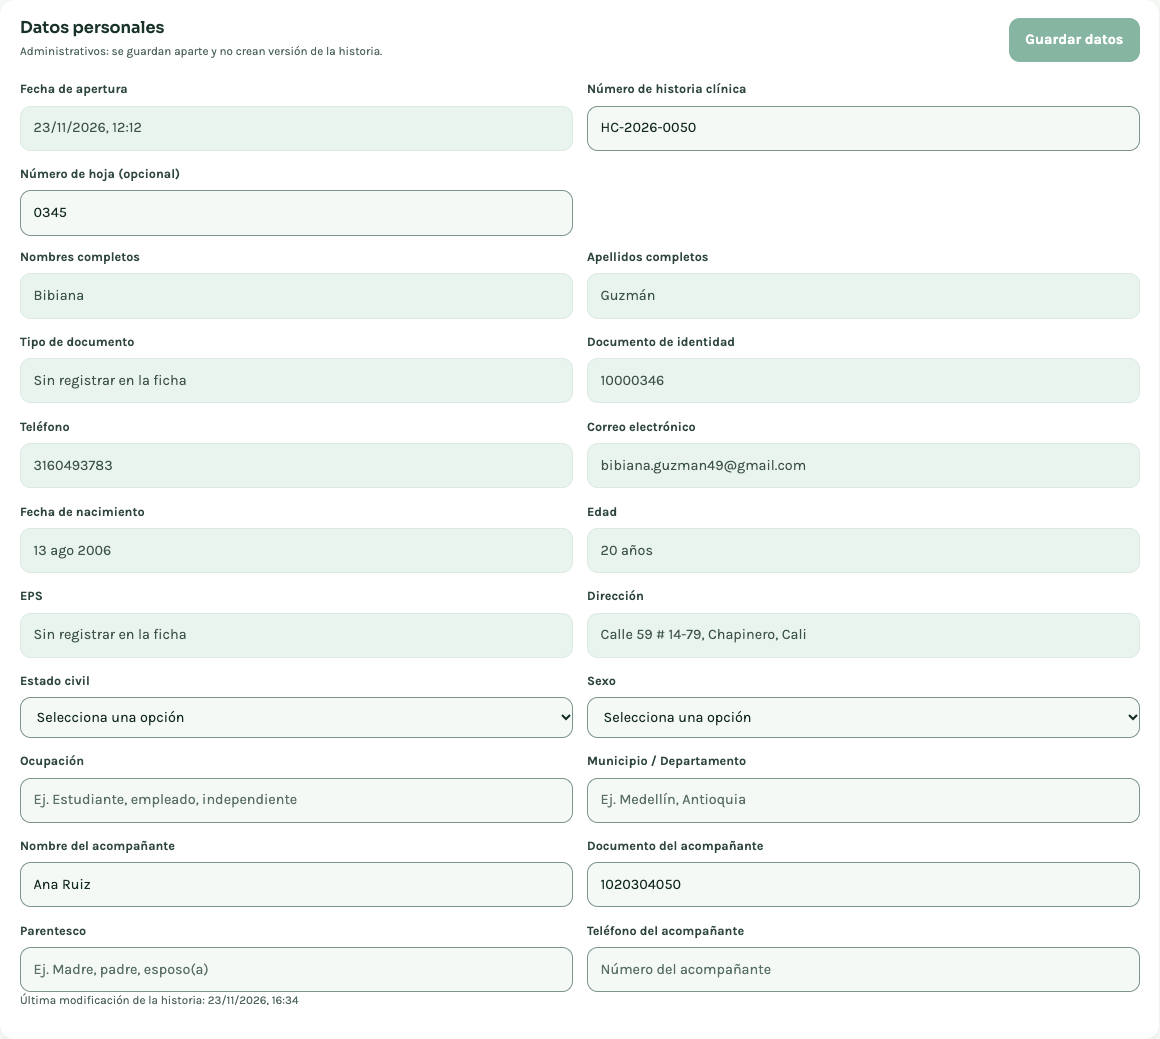 Datos personales
Administrativos: se guardan aparte y no crean versión de la historia.
Guardar datos
Fecha de apertura
23/11/2026, 12:12
Número de historia clínica
HC-2026-0050
Número de hoja (opcional)
0345
Nombres completos
Bibiana
Apellidos completos
Guzmán
Tipo de documento
Sin registrar en la ficha
Documento de identidad
10000346
Teléfono
3160493783
Correo electrónico
bibiana.guzman49@gmail.com
Fecha de nacimiento
13 ago 2006
Edad
20 años
EPS
Sin registrar en la ficha
Dirección
Calle 59 # 14-79, Chapinero, Cali
Estado civil
Selecciona una opción
Sexo
Selecciona una opción
Ocupación
Ej. Estudiante, empleado, independiente
Municipio / Departamento
Ej. Medellín, Antioquia
Nombre del acompañante
Ana Ruiz
Documento del acompañante
1020304050
Parentesco
Ej. Madre, padre, esposo(a)
Teléfono del acompañante
Número del acompañante
Última modificación de la historia: 23/11/2026, 16:34